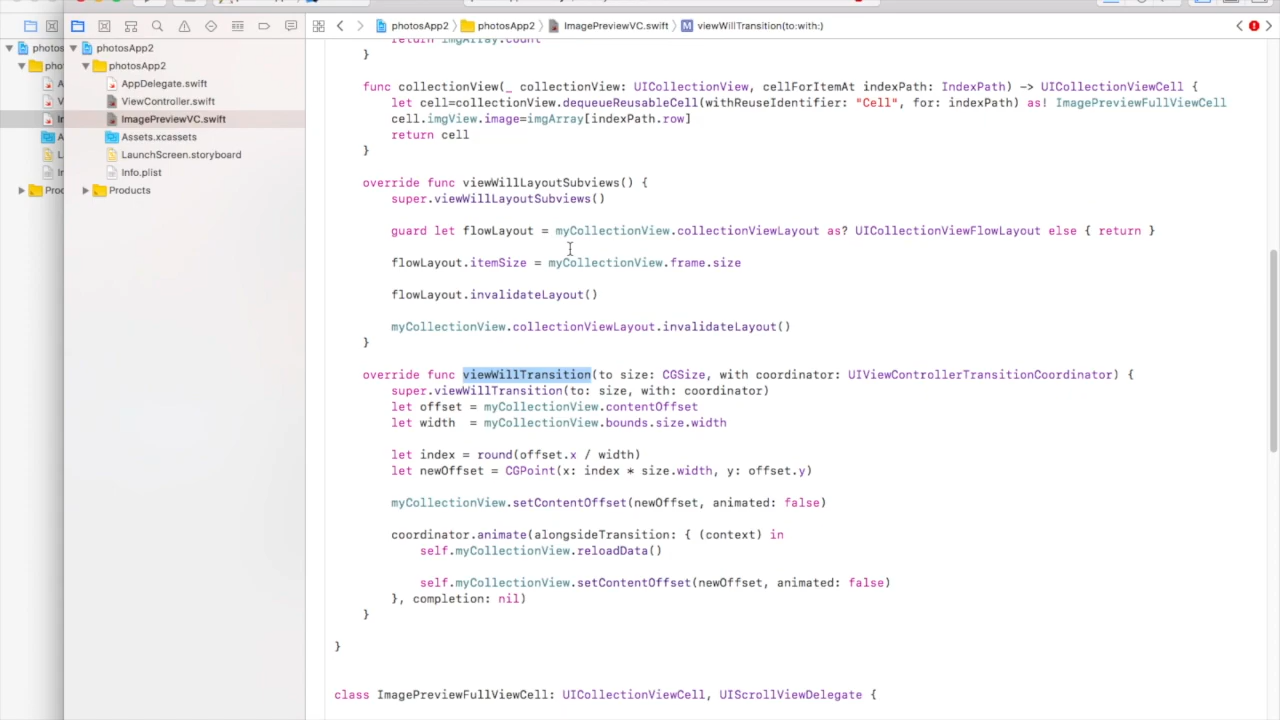 photosApp2 photosApp2 ImagePreviewVC.swift M viewWillTransition(to:with:)
photos
photosApp2
pho
photosApp2
A
AppDelegate.swift
V
ViewController.swift
ImagePreviewVC.swift
A
Assets.xcassets
LaunchScreen.storyboard
Info.plist
Proc
Products
return imgArray.count
}
func collectionView(_ collectionView: UICollectionView, cellForItemAt indexPath: IndexPath) -> UICollectionViewCell {
let cell=collectionView.dequeueReusableCell(withReuseIdentifier: "Cell", for: indexPath) as! ImagePreviewFullViewCell
cell.imgView.image=imgArray[indexPath.row]
return cell
}
override func viewWillLayoutSubviews() {
super.viewWillLayoutSubviews()
guard let flowLayout = myCollectionView.collectionViewLayout as? UICollectionViewFlowLayout else { return }
flowLayout.itemSize = myCollectionView.frame.size
flowLayout.invalidateLayout()
myCollectionView.collectionViewLayout.invalidateLayout()
}
override func viewWillTransition(to size: CGSize, with coordinator: UIViewControllerTransitionCoordinator) {
super.viewWillTransition(to: size, with: coordinator)
let offset = myCollectionView.contentOffset
let width  = myCollectionView.bounds.size.width
let index = round(offset.x / width)
let newOffset = CGPoint(x: index * size.width, y: offset.y)
myCollectionView.setContentOffset(newOffset, animated: false)
coordinator.animate(alongsideTransition: { (context) in
self.myCollectionView.reloadData()
self.myCollectionView.setContentOffset(newOffset, animated: false)
}, completion: nil)
}
}
class ImagePreviewFullViewCell: UICollectionViewCell, UIScrollViewDelegate {